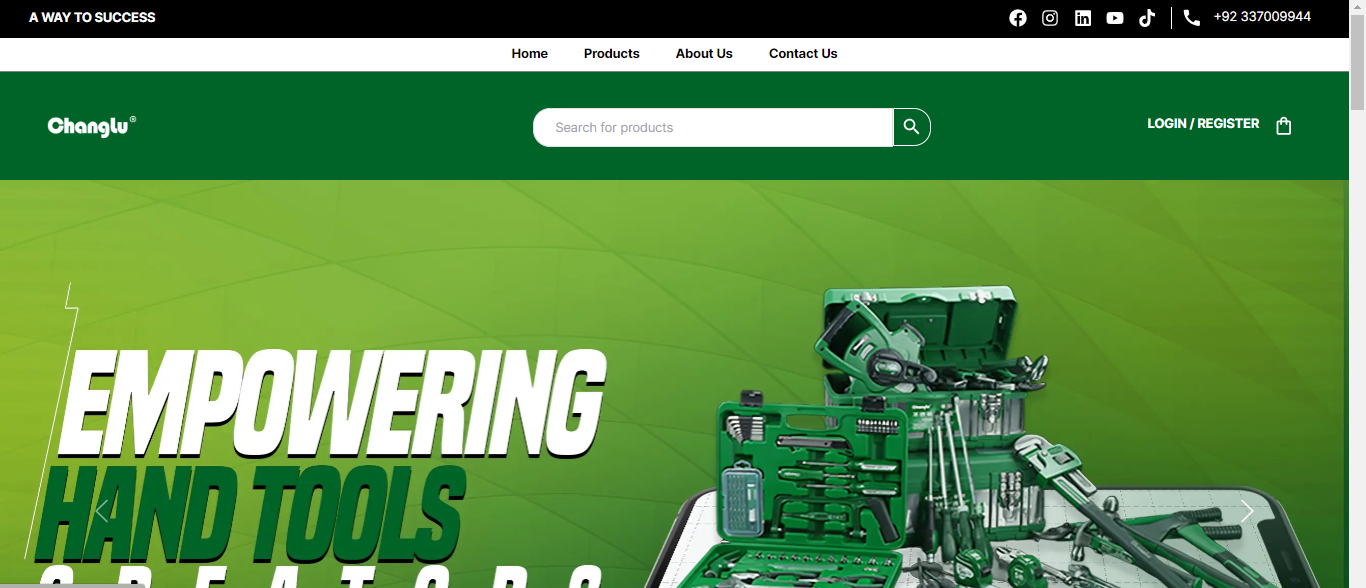 A WAY TO SUCCESS
+92 337009944
Home Products About Us Contact Us
Changlu®
Search for products
LOGIN / REGISTER
EMPOWERING
HAND TOOLS